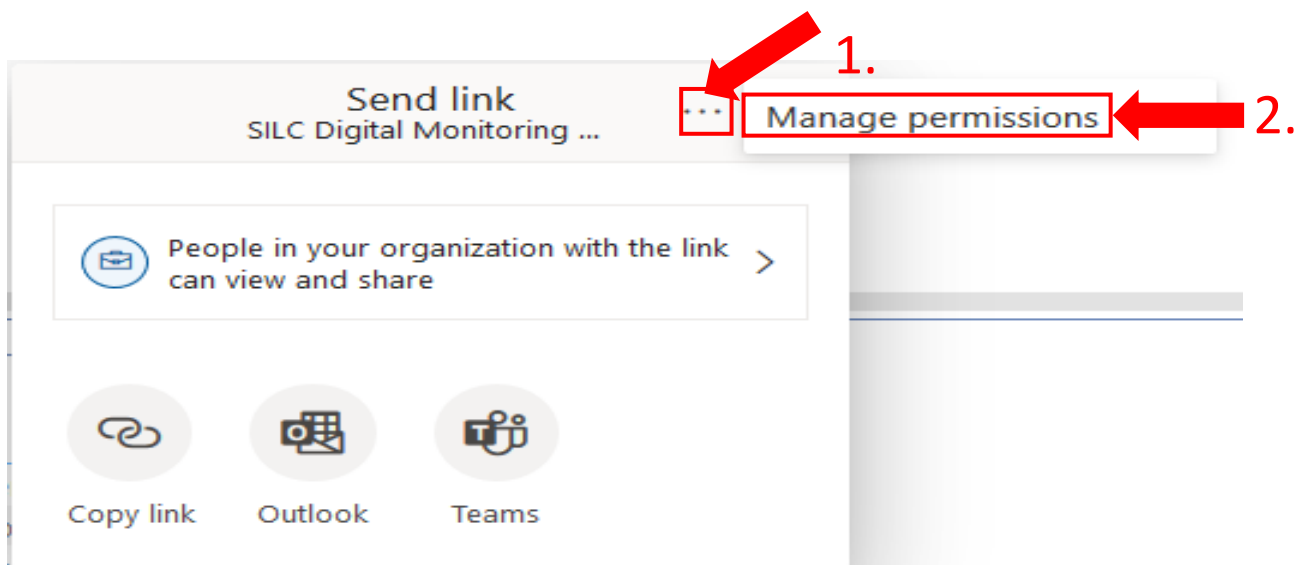 1.
Send link
SILC Digital Monitoring ...
...
Manage permissions
2.
People in your organization with the link
can view and share
Copy link
Outlook
Teams